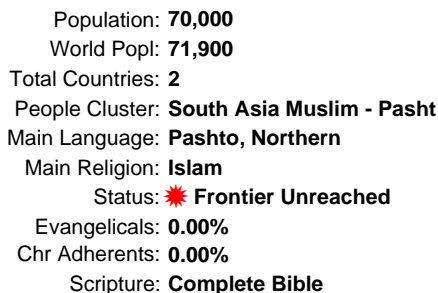 Population: 70,000
World Popl: 71,900
Total Countries: 2
People Cluster: South Asia Muslim - Pasht
Main Language: Pashto, Northern
Main Religion: Islam
Status: Frontier Unreached
Evangelicals: 0.00%
Chr Adherents: 0.00%
Scripture: Complete Bible